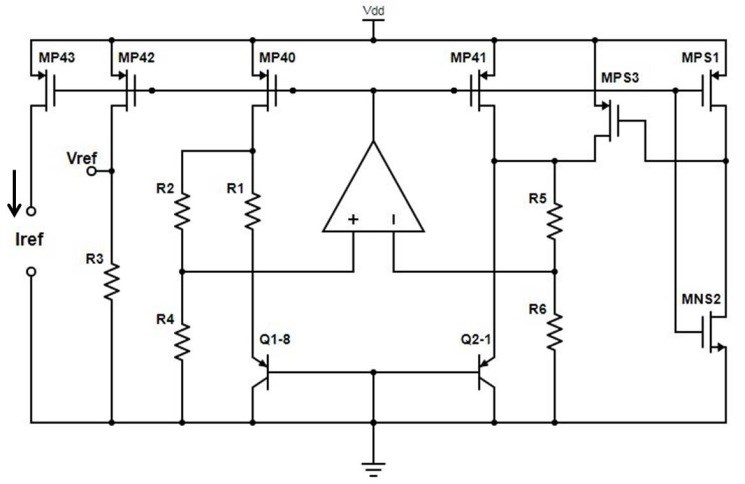 Vdd
MP43
MP42
MP40
MP41
MPS1
MPS3
Vref
R2
R1
R5
+
-
Iref
R3
R4
R6
MNS2
Q1-8
Q2-1